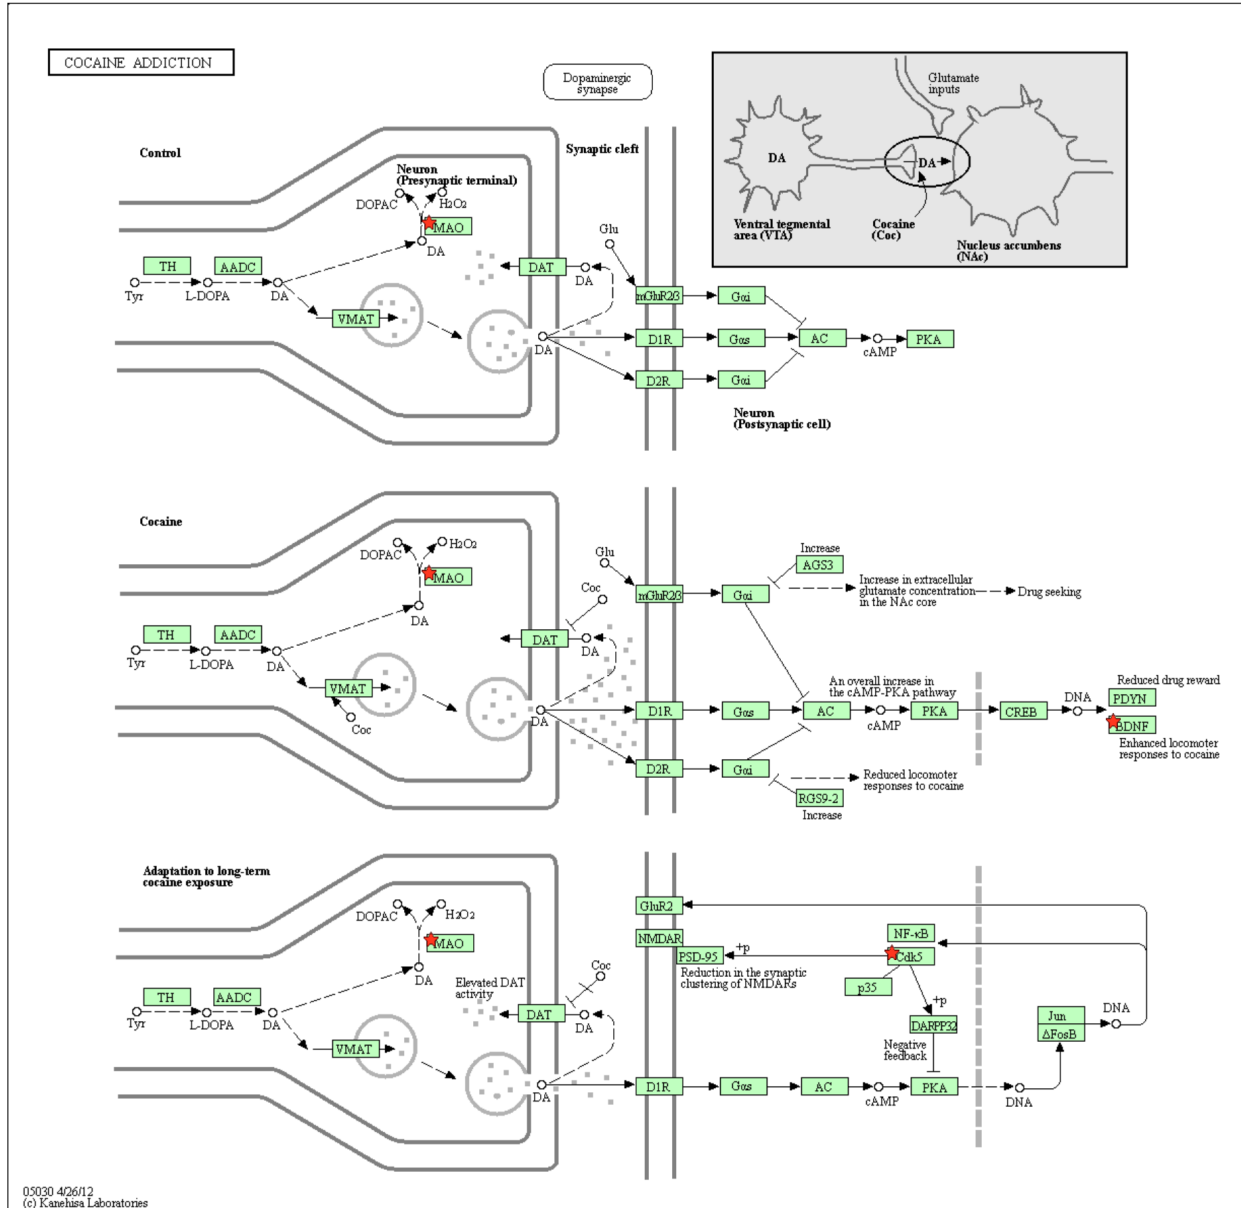 COCAINE ADDICTION
Dopaminergic
synapse
Glutamate
inputs
DA
DA
Ventral tegmental
area (VTA)
Cocaine
(Coc)
Nucleus accumbens
(NAc)
Control
Synaptic cleft
Neuron
(Presynaptic terminal)
DOPAC
H2O2
MAO
DA
Glu
TH
AADC
DAT
DA
Tyr
L-DOPA
DA
VMAT
mGluR2/3
Gαi
DA
D1R
Gαs
AC
cAMP
PKA
D2R
Gαi
Neuron
(Postsynaptic cell)
Cocaine
DOPAC
H2O2
MAO
DA
Glu
Coc
Increase
AGS3
mGluR2/3
Gαi
Increase in extracellular
glutamate concentration
in the NAc core
Drug seeking
TH
AADC
DAT
DA
Tyr
L-DOPA
DA
VMAT
Coc
An overall increase in
the cAMP-PKA pathway
Reduced drug reward
DA
D1R
Gαs
AC
cAMP
PKA
CREB
DNA
PDYN
BDNF
Enhanced locomoter
responses to cocaine
D2R
Gαi
Reduced locomoter
responses to cocaine
RGS9-2
Increase
Adaptation to long-term
cocaine exposure
DOPAC
H2O2
MAO
DA
GluR2
NMDAR
PSD-95
+p
Reduction in the synaptic
clustering of NMDARs
NF-κB
Cdk5
p35
+p
DARPP32
Negative
feedback
Elevated DAT
activity
Coc
TH
AADC
DAT
DA
Tyr
L-DOPA
DA
VMAT
Jun
ΔFosB
DNA
DA
D1R
Gαs
AC
cAMP
PKA
DNA
05030 4/26/12
(c) Kanehisa Laboratories